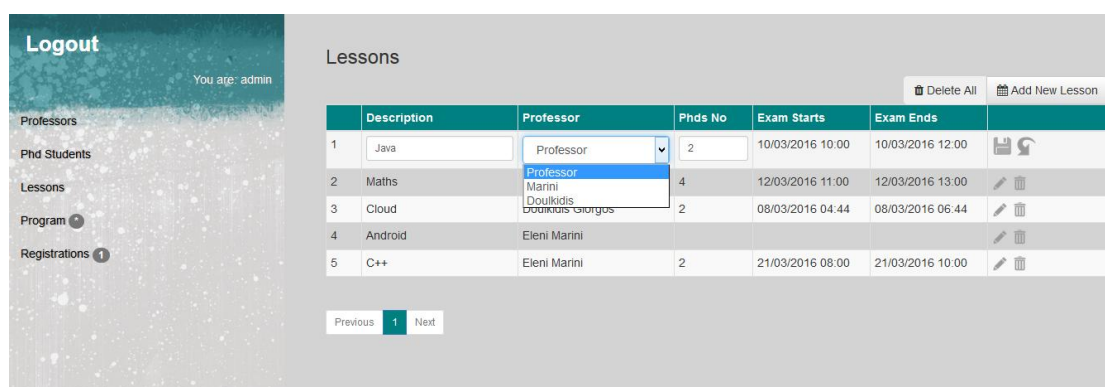 Logout
You are: admin
Professors
Phd Students
Lessons
Program *
Registrations 1
Lessons
Delete All Add New Lesson
Description Professor Phds No Exam Starts Exam Ends
1 Java Professor 2 10/03/2016 10:00 10/03/2016 12:00
Professor
Marini
Doulkidis
2 Maths 4 12/03/2016 11:00 12/03/2016 13:00
3 Cloud Doulkidis Giorgos 2 08/03/2016 04:44 08/03/2016 06:44
4 Android Eleni Marini
5 C++ Eleni Marini 2 21/03/2016 08:00 21/03/2016 10:00
Previous 1 Next